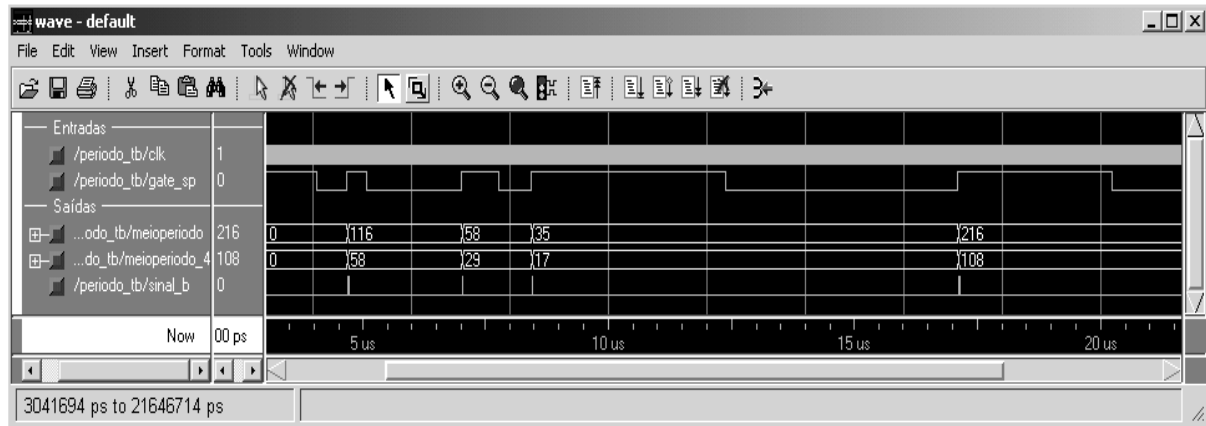 wave - default
File Edit View Insert Format Tools Window
Entradas
/periodo_tb/clk 1
/periodo_tb/gate_sp 0
Saídas
...odo_tb/meioperiodo 216 0 116 58 35 216
...do_tb/meioperiodo_4 108 0 58 29 17 108
/periodo_tb/sinal_b 0
Now 00 ps 5 us 10 us 15 us 20 us
3041694 ps to 21646714 ps